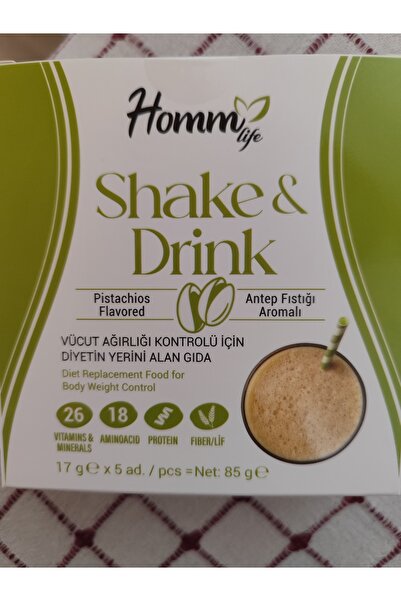 Homm
life
Shake &
Drink
Pistachios
Flavored
Antep Fıstığı
Aromalı
VÜCUT AĞIRLIĞI KONTROLÜ İÇİN
DİYETİN YERİNİ ALAN GIDA
Diet Replacement Food for
Body Weight Control
26
18
VITAMINS &
MINERALS
AMINOACID
PROTEIN
FIBER/LİF
17 g℮ x 5 ad. / pcs =Net: 85 g℮